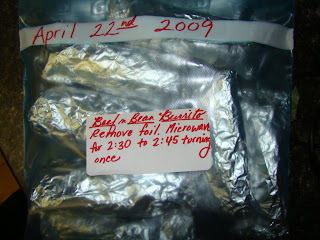 April 22nd 2009
Beef n Bean Burrito
Remove foil. Microwave
for 2:30 to 2:45 turning
once